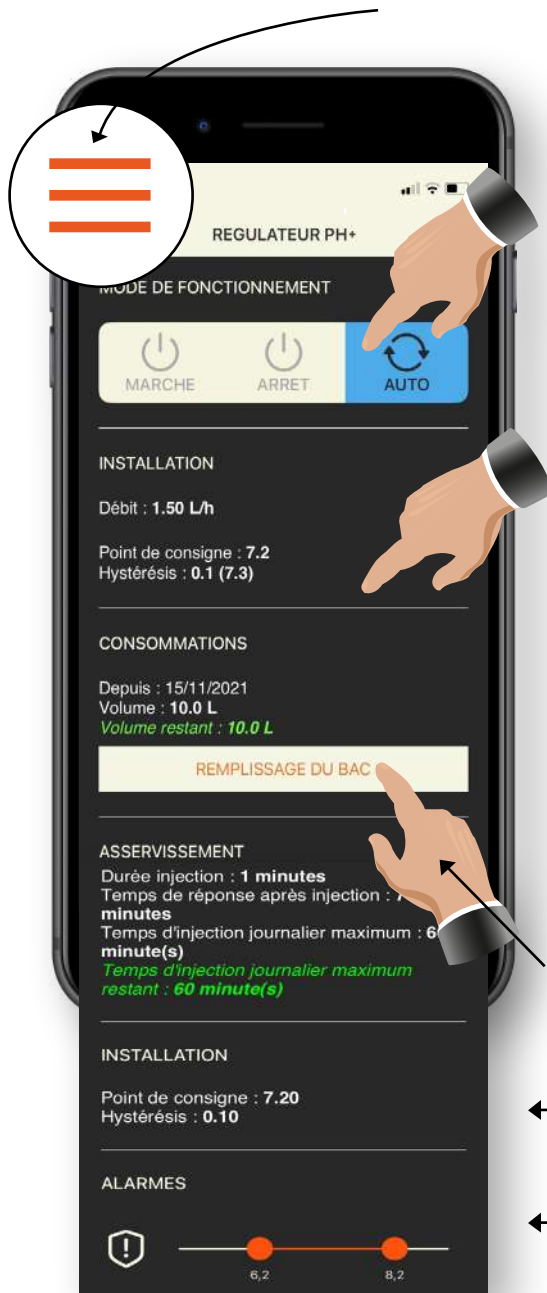 REGULATEUR PH+
MODE DE FONCTIONNEMENT
MARCHE ARRET AUTO
INSTALLATION
Débit : 1.50 L/h
Point de consigne : 7.2
Hystérésis : 0.1 (7.3)
CONSOMMATIONS
Depuis : 15/11/2021
Volume : 10.0 L
Volume restant : 10.0 L
REMPLISSAGE DU BAC
ASSERVISSEMENT
Durée injection : 1 minutes
Temps de réponse après injection :
minutes
Temps d'injection journalier maximum :
minute(s)
Temps d'injection journalier maximum
restant : 60 minute(s)
INSTALLATION
Point de consigne : 7.20
Hystérésis : 0.10
ALARMES
6,2 8,2